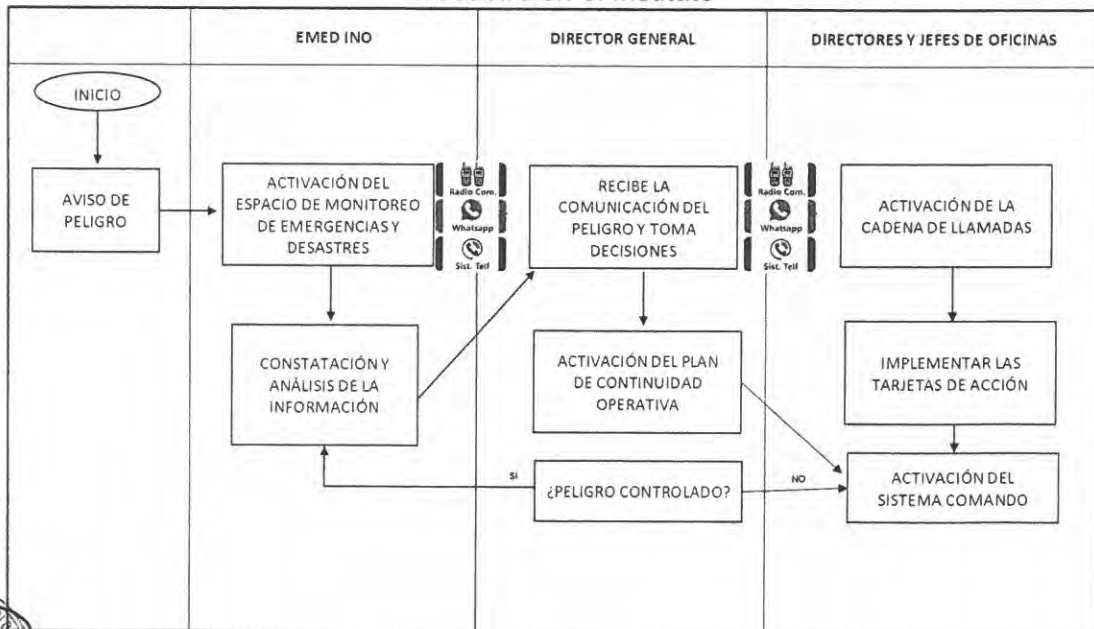 EMED INO
DIRECTOR GENERAL
DIRECTORES Y JEFES DE OFICINAS
INICIO
AVISO DE
PELIGRO
ACTIVACIÓN DEL
ESPACIO DE MONITOREO
DE EMERGENCIAS Y
DESASTRES
Radio Com.
Whatsapp
Sist. Telf
RECIBE LA
COMUNICACIÓN DEL
PELIGRO Y TOMA
DECISIONES
Radio Com.
Whatsapp
Sist. Telf
ACTIVACIÓN DE LA
CADENA DE LLAMADAS
CONSTATACIÓN Y
ANÁLISIS DE LA
INFORMACIÓN
ACTIVACIÓN DEL PLAN
DE CONTINUIDAD
OPERATIVA
IMPLEMENTAR LAS
TARJETAS DE ACCIÓN
SI
¿PELIGRO CONTROLADO?
NO
ACTIVACIÓN DEL
SISTEMA COMANDO